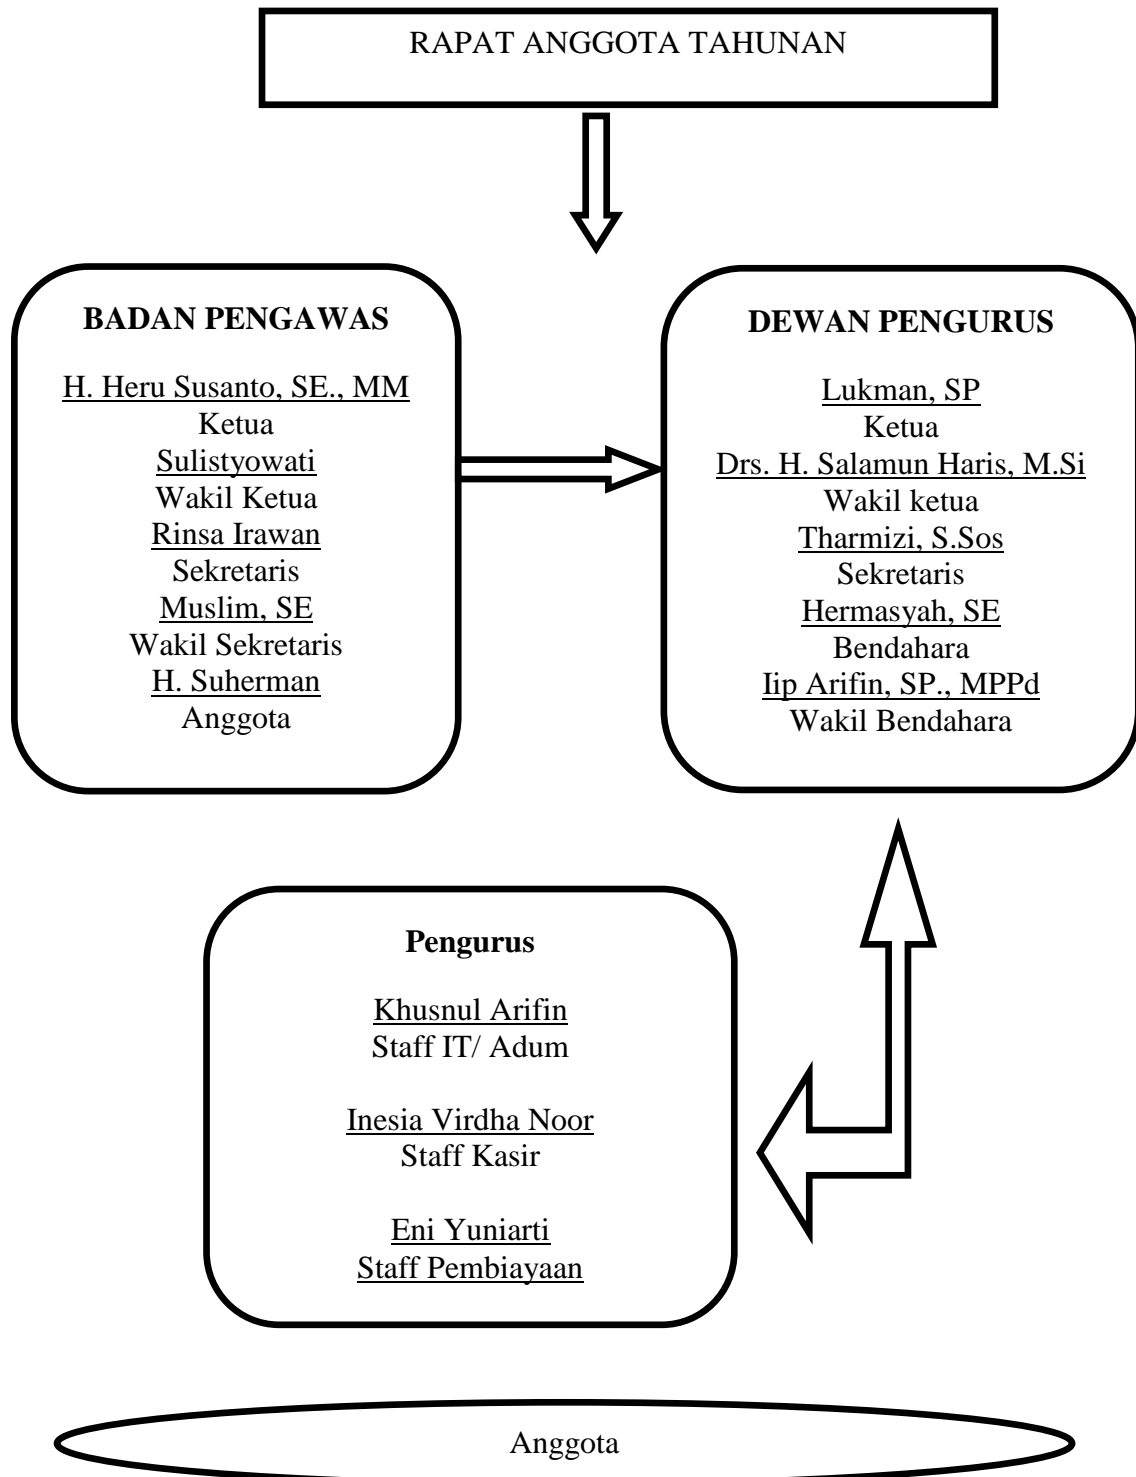 RAPAT ANGGOTA TAHUNAN
BADAN PENGAWAS
H. Heru Susanto, SE., MM
Ketua
Sulistyowati
Wakil Ketua
Rinsa Irawan
Sekretaris
Muslim, SE
Wakil Sekretaris
H. Suherman
Anggota
DEWAN PENGURUS
Lukman, SP
Ketua
Drs. H. Salamun Haris, M.Si
Wakil ketua
Tharmizi, S.Sos
Sekretaris
Hermasyah, SE
Bendahara
Iip Arifin, SP., MPPd
Wakil Bendahara
Pengurus
Khusnul Arifin
Staff IT/ Adum
Inesia Virdha Noor
Staff Kasir
Eni Yuniarti
Staff Pembiayaan
Anggota